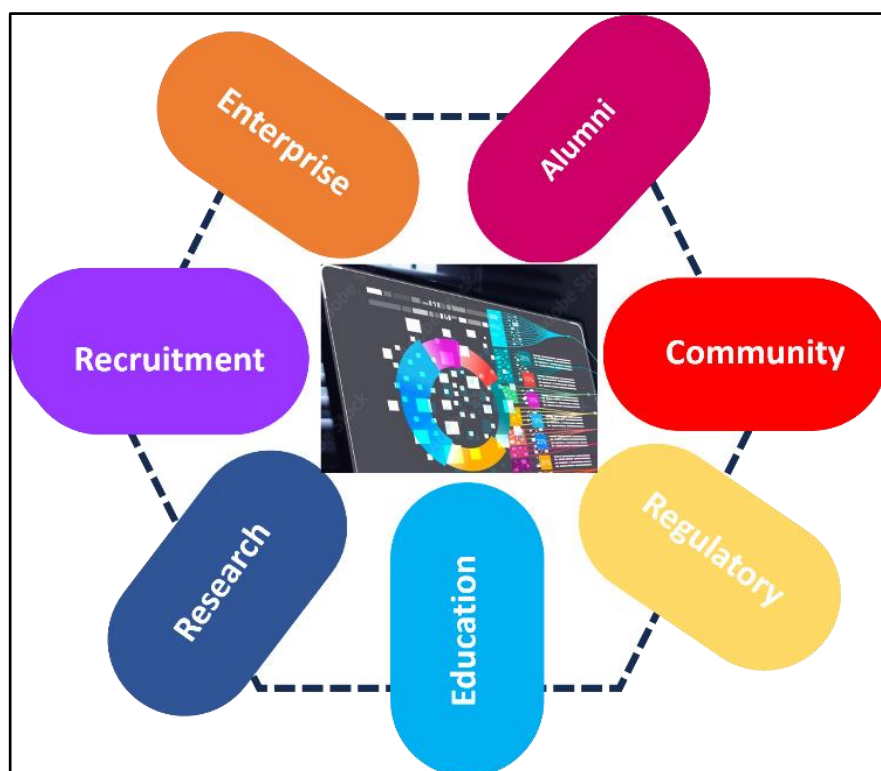 Enterprise
Alumni
Recruitment
Community
Research
Education
Regulatory